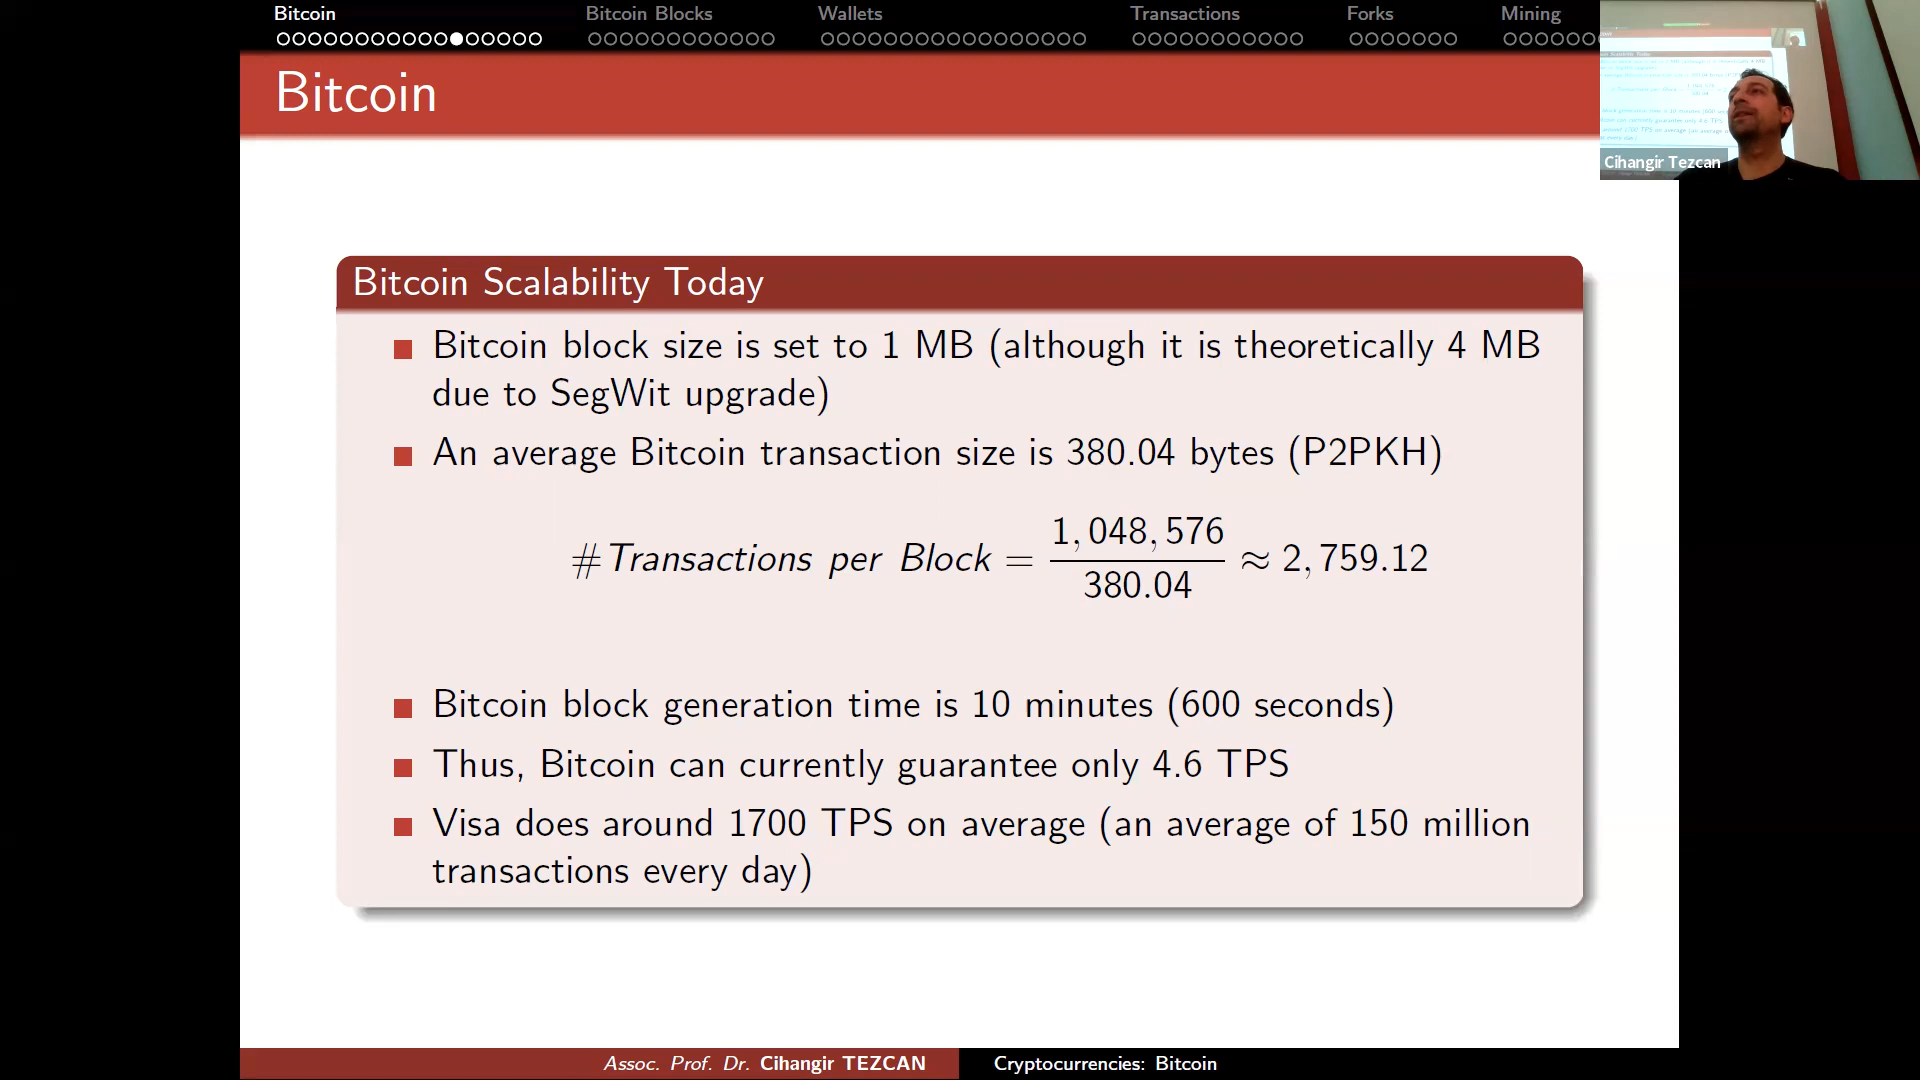 Bitcoin Bitcoin Blocks Wallets Transactions Forks Mining
Bitcoin
Cihangir Tezcan
Bitcoin Scalability Today
Bitcoin block size is set to 1 MB (although it is theoretically 4 MB
due to SegWit upgrade)
An average Bitcoin transaction size is 380.04 bytes (P2PKH)
#Transactions per Block = 1,048,576 / 380.04 ≈ 2,759.12
Bitcoin block generation time is 10 minutes (600 seconds)
Thus, Bitcoin can currently guarantee only 4.6 TPS
Visa does around 1700 TPS on average (an average of 150 million
transactions every day)
Assoc. Prof. Dr. Cihangir TEZCAN Cryptocurrencies: Bitcoin